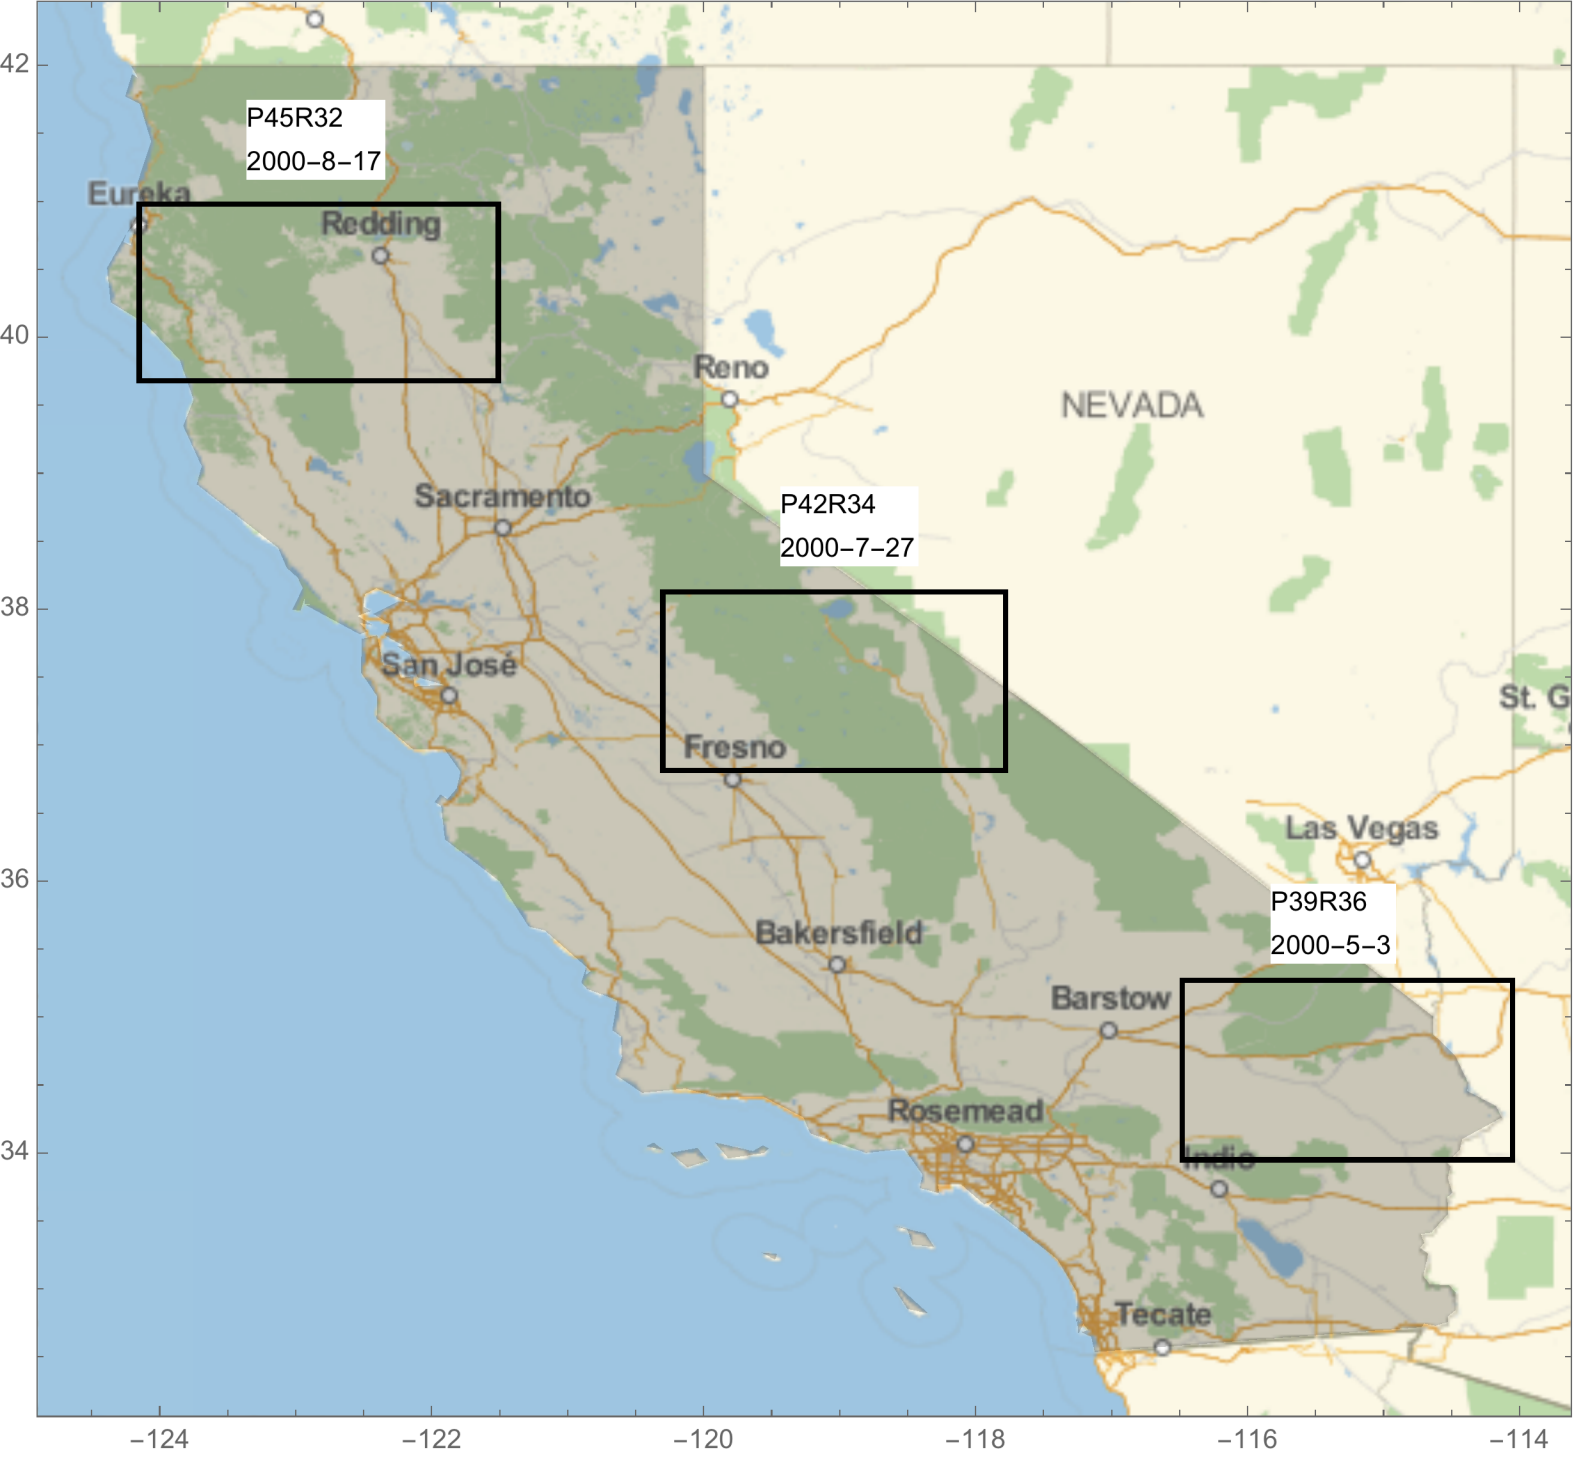 42
P45R32
2000−8−17
Eureka
Redding
40
Reno
NEVADA
Sacramento
P42R34
2000−7−27
38
San José
St. G
Fresno
Las Vegas
36
P39R36
2000−5−3
Bakersfield
Barstow
Rosemead
34
Indio
Tecate
−124
−122
−120
−118
−116
−114